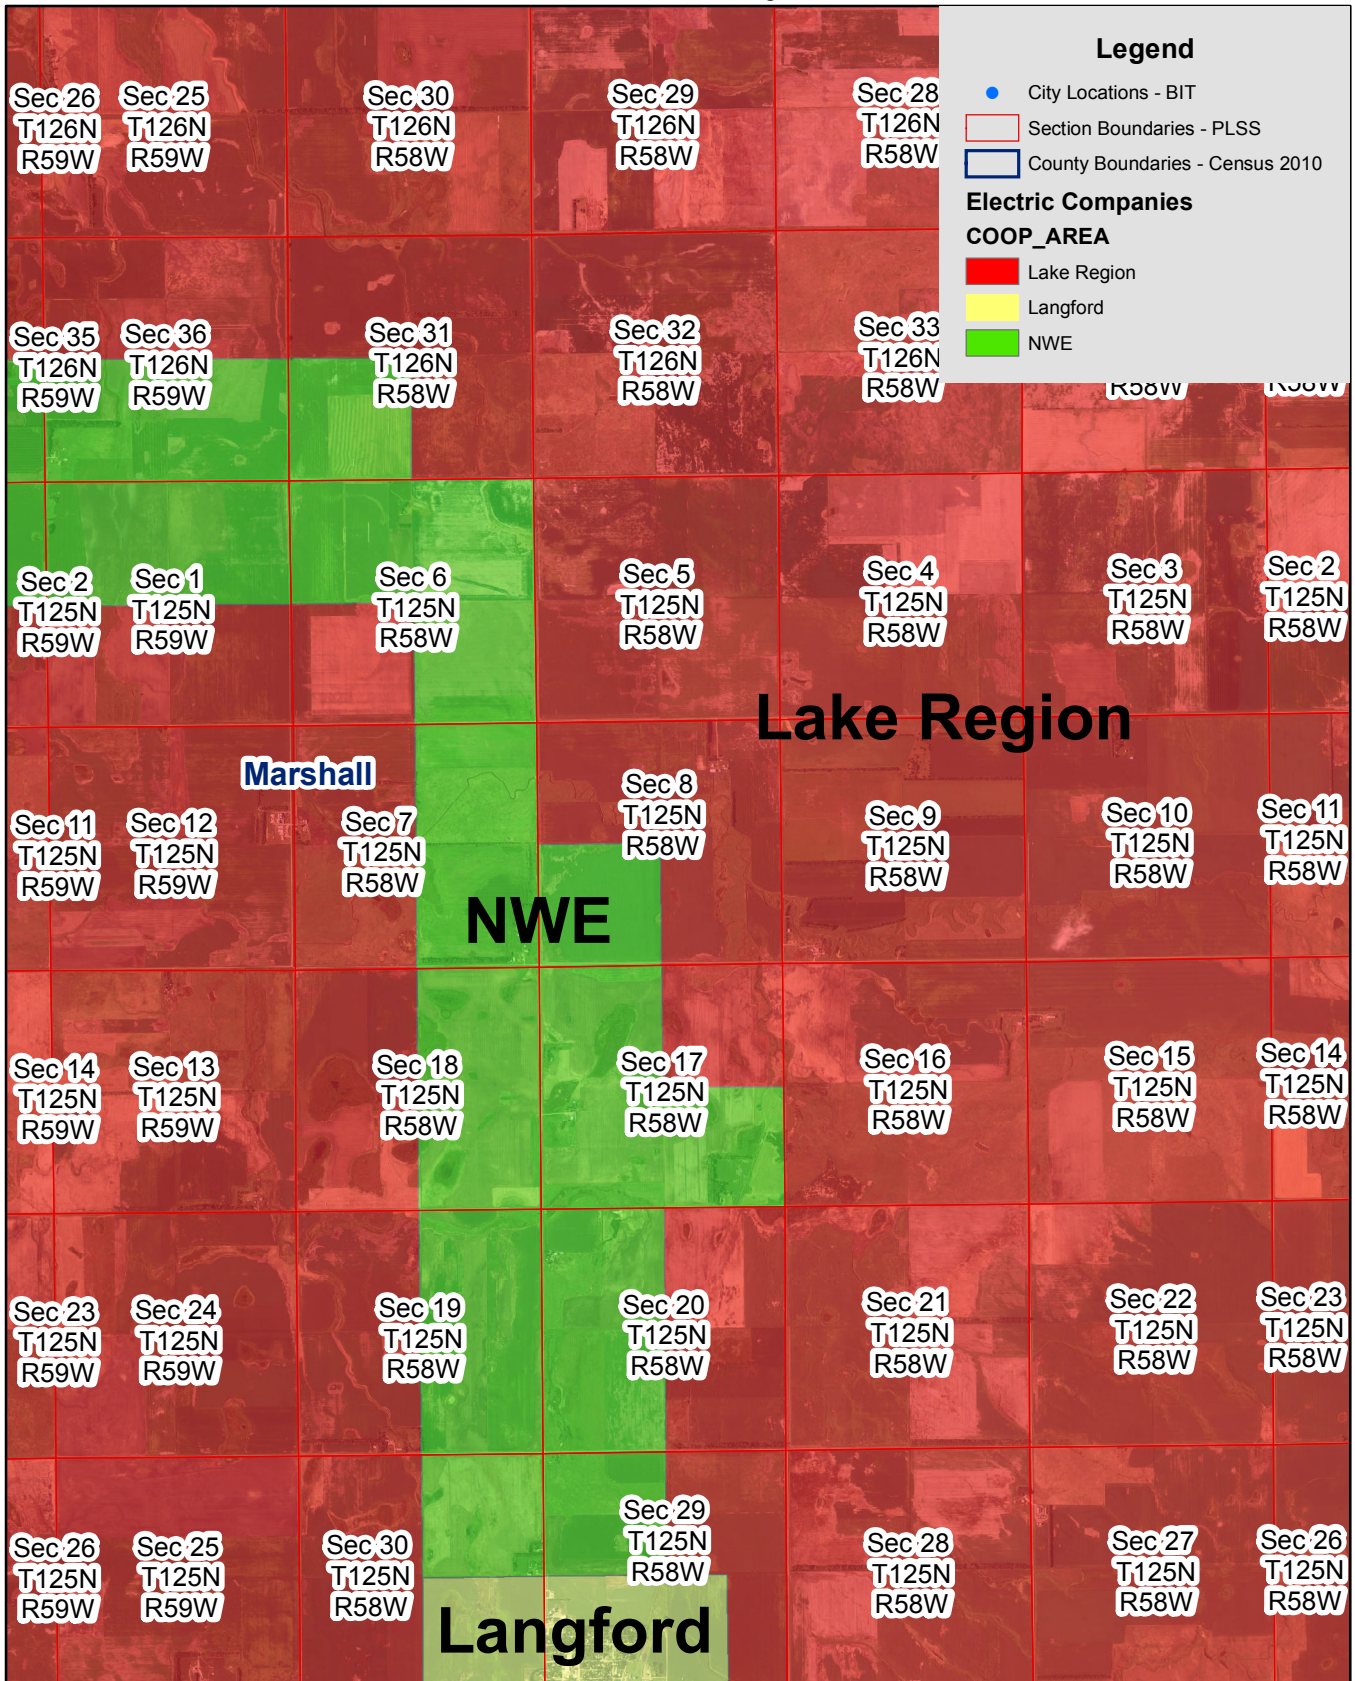 Legend
City Locations - BIT
Section Boundaries - PLSS
County Boundaries - Census 2010
Electric Companies
COOP_AREA
Lake Region
Langford
NWE
Sec 26
T126N
R59W
Sec 25
T126N
R59W
Sec 30
T126N
R58W
Sec 29
T126N
R58W
Sec 28
T126N
R58W
Sec 35
T126N
R59W
Sec 36
T126N
R59W
Sec 31
T126N
R58W
Sec 32
T126N
R58W
Sec 33
T126N
R58W
R58W
R58W
Sec 2
T125N
R59W
Sec 1
T125N
R59W
Sec 6
T125N
R58W
Sec 5
T125N
R58W
Sec 4
T125N
R58W
Sec 3
T125N
R58W
Sec 2
T125N
R58W
Lake Region
Marshall
Sec 11
T125N
R59W
Sec 12
T125N
R59W
Sec 7
T125N
R58W
Sec 8
T125N
R58W
Sec 9
T125N
R58W
Sec 10
T125N
R58W
Sec 11
T125N
R58W
NWE
Sec 14
T125N
R59W
Sec 13
T125N
R59W
Sec 18
T125N
R58W
Sec 17
T125N
R58W
Sec 16
T125N
R58W
Sec 15
T125N
R58W
Sec 14
T125N
R58W
Sec 23
T125N
R59W
Sec 24
T125N
R59W
Sec 19
T125N
R58W
Sec 20
T125N
R58W
Sec 21
T125N
R58W
Sec 22
T125N
R58W
Sec 23
T125N
R58W
Sec 26
T125N
R59W
Sec 25
T125N
R59W
Sec 30
T125N
R58W
Sec 29
T125N
R58W
Sec 28
T125N
R58W
Sec 27
T125N
R58W
Sec 26
T125N
R58W
Langford